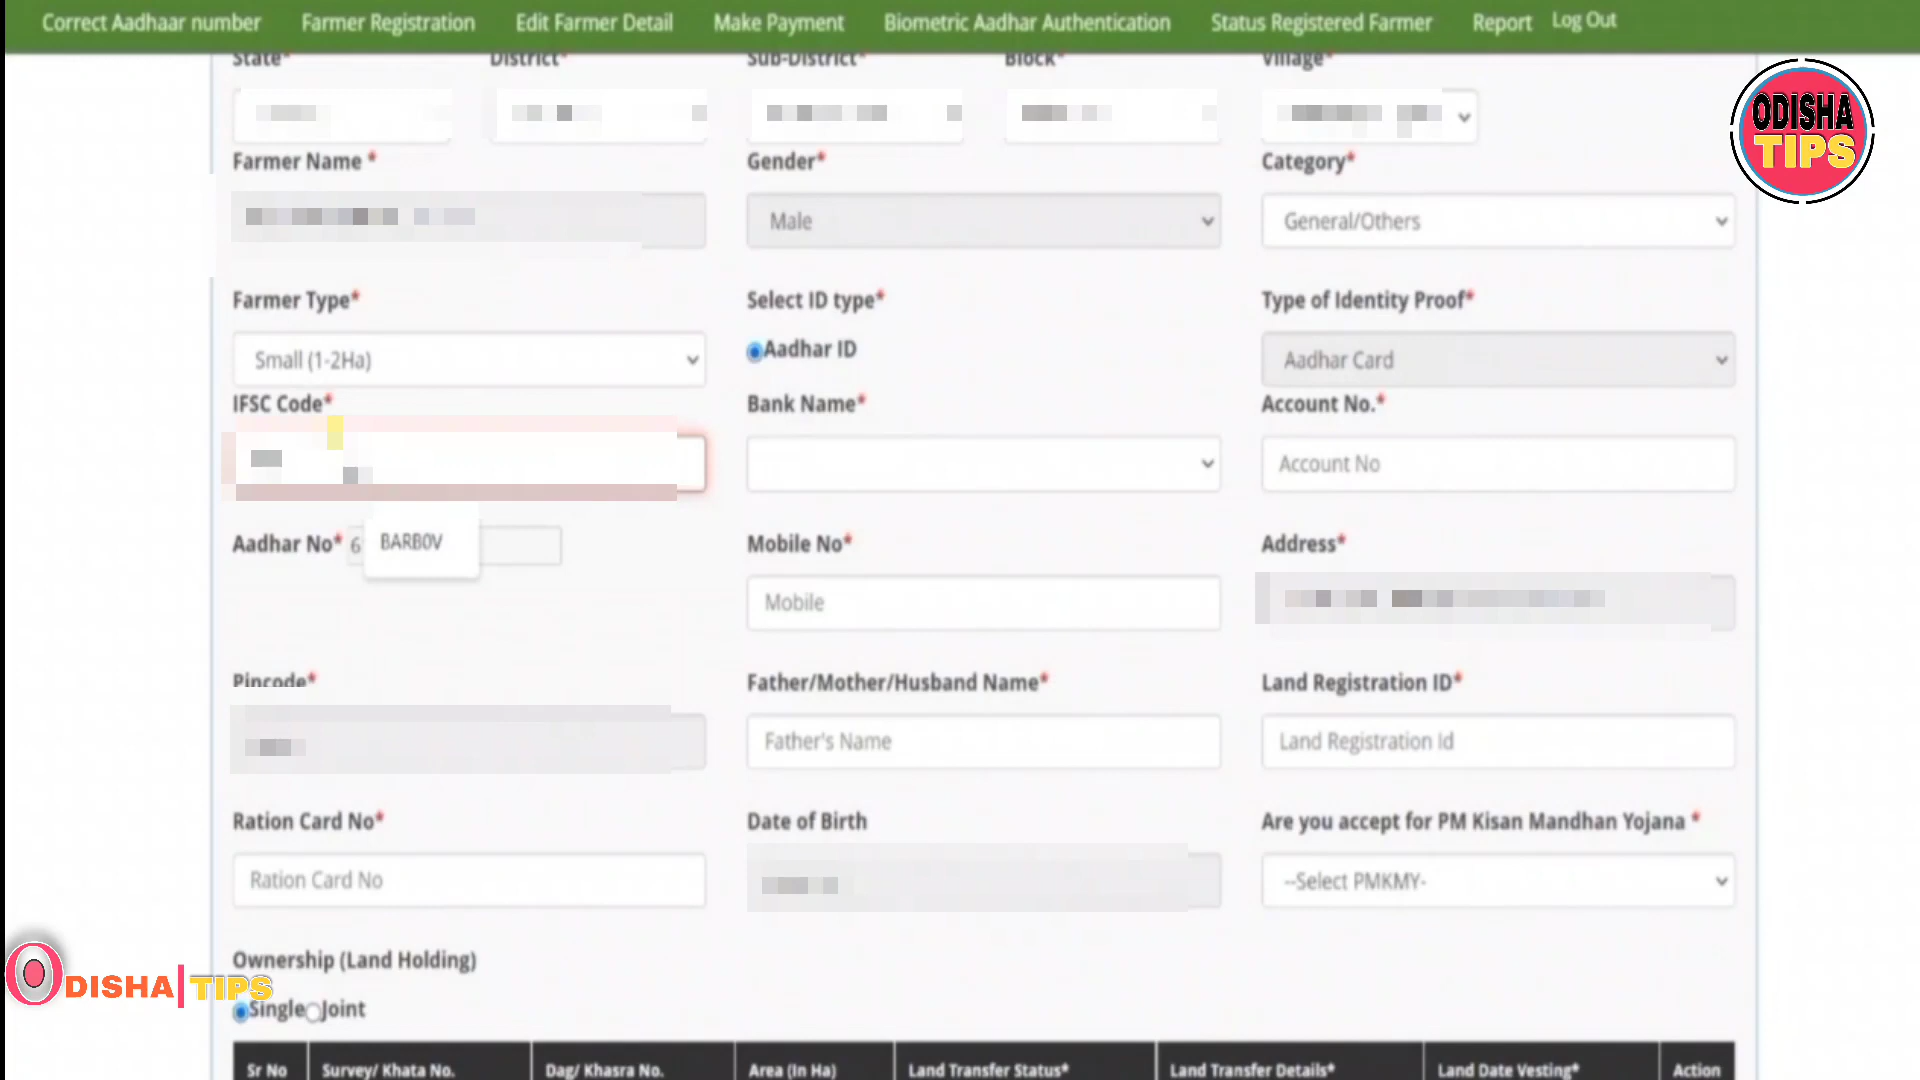 Correct Aadhaar number Farmer Registration Edit Farmer Detail Make Payment Biometric Aadhar Authentication Status Registered Farmer Report Log Out
State* District* Sub-District* Block* Village*
ODISHA
TIPS
Farmer Name * Gender* Category*
Male General/Others
Farmer Type* Select ID type* Type of Identity Proof*
Small (1-2Ha) Aadhar ID Aadhar Card
IFSC Code* Bank Name* Account No.*
Account No
Aadhar No* 6 BARB0V Mobile No* Address*
Mobile
Pincode* Father/Mother/Husband Name* Land Registration ID*
Father's Name Land Registration Id
Ration Card No* Date of Birth Are you accept for PM Kisan Mandhan Yojana *
Ration Card No --Select PMKMY-
Ownership (Land Holding)
ODISHA|TIPS
Single Joint
Sr No Survey/ Khata No. Dag/ Khasra No. Area (In Ha) Land Transfer Status* Land Transfer Details* Land Date Vesting* Action